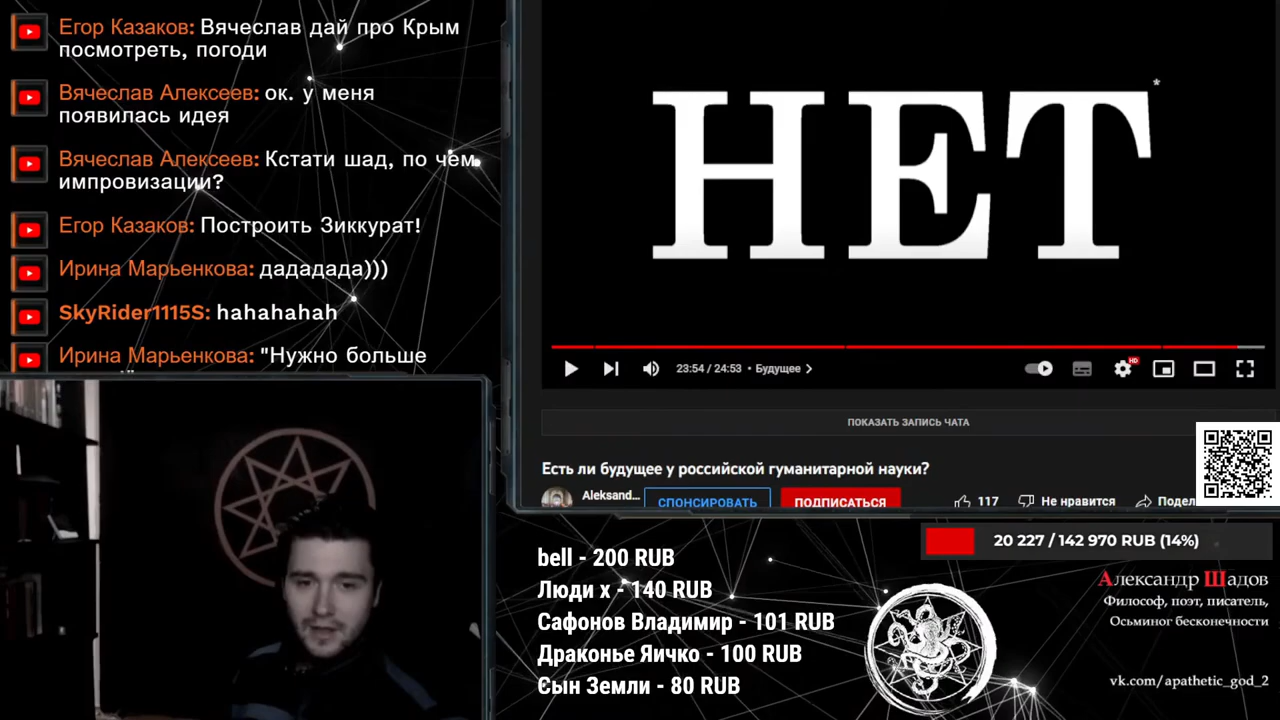 Егор Казаков: Вячеслав дай про Крым
посмотреть, погоди
Вячеслав Алексеев: ок. у меня
появилась идея
Вячеслав Алексеев: Кстати шад, по чем
импровизации?
Егор Казаков: Построить Зиккурат!
Ирина Марьенкова: дадададa)))
SkyRider1115S: hahahahah
Ирина Марьенкова: "Нужно больше
НЕТ*
23:54 / 24:53 • Будущее
HD
ПОКАЗАТЬ ЗАПИСЬ ЧАТА
Есть ли будущее у российской гуманитарной науки?
Aleksand... СПОНСИРОВАТЬ ПОДПИСАТЬСЯ 117 Не нравится Подел
bell - 200 RUB
Люди х - 140 RUB
Сафонов Владимир - 101 RUB
Драконье Яичко - 100 RUB
Сын Земли - 80 RUB
20 227 / 142 970 RUB (14%)
Александр Шадов
Философ, поэт, писатель,
Осьминог бесконечности
vk.com/apathetic_god_2